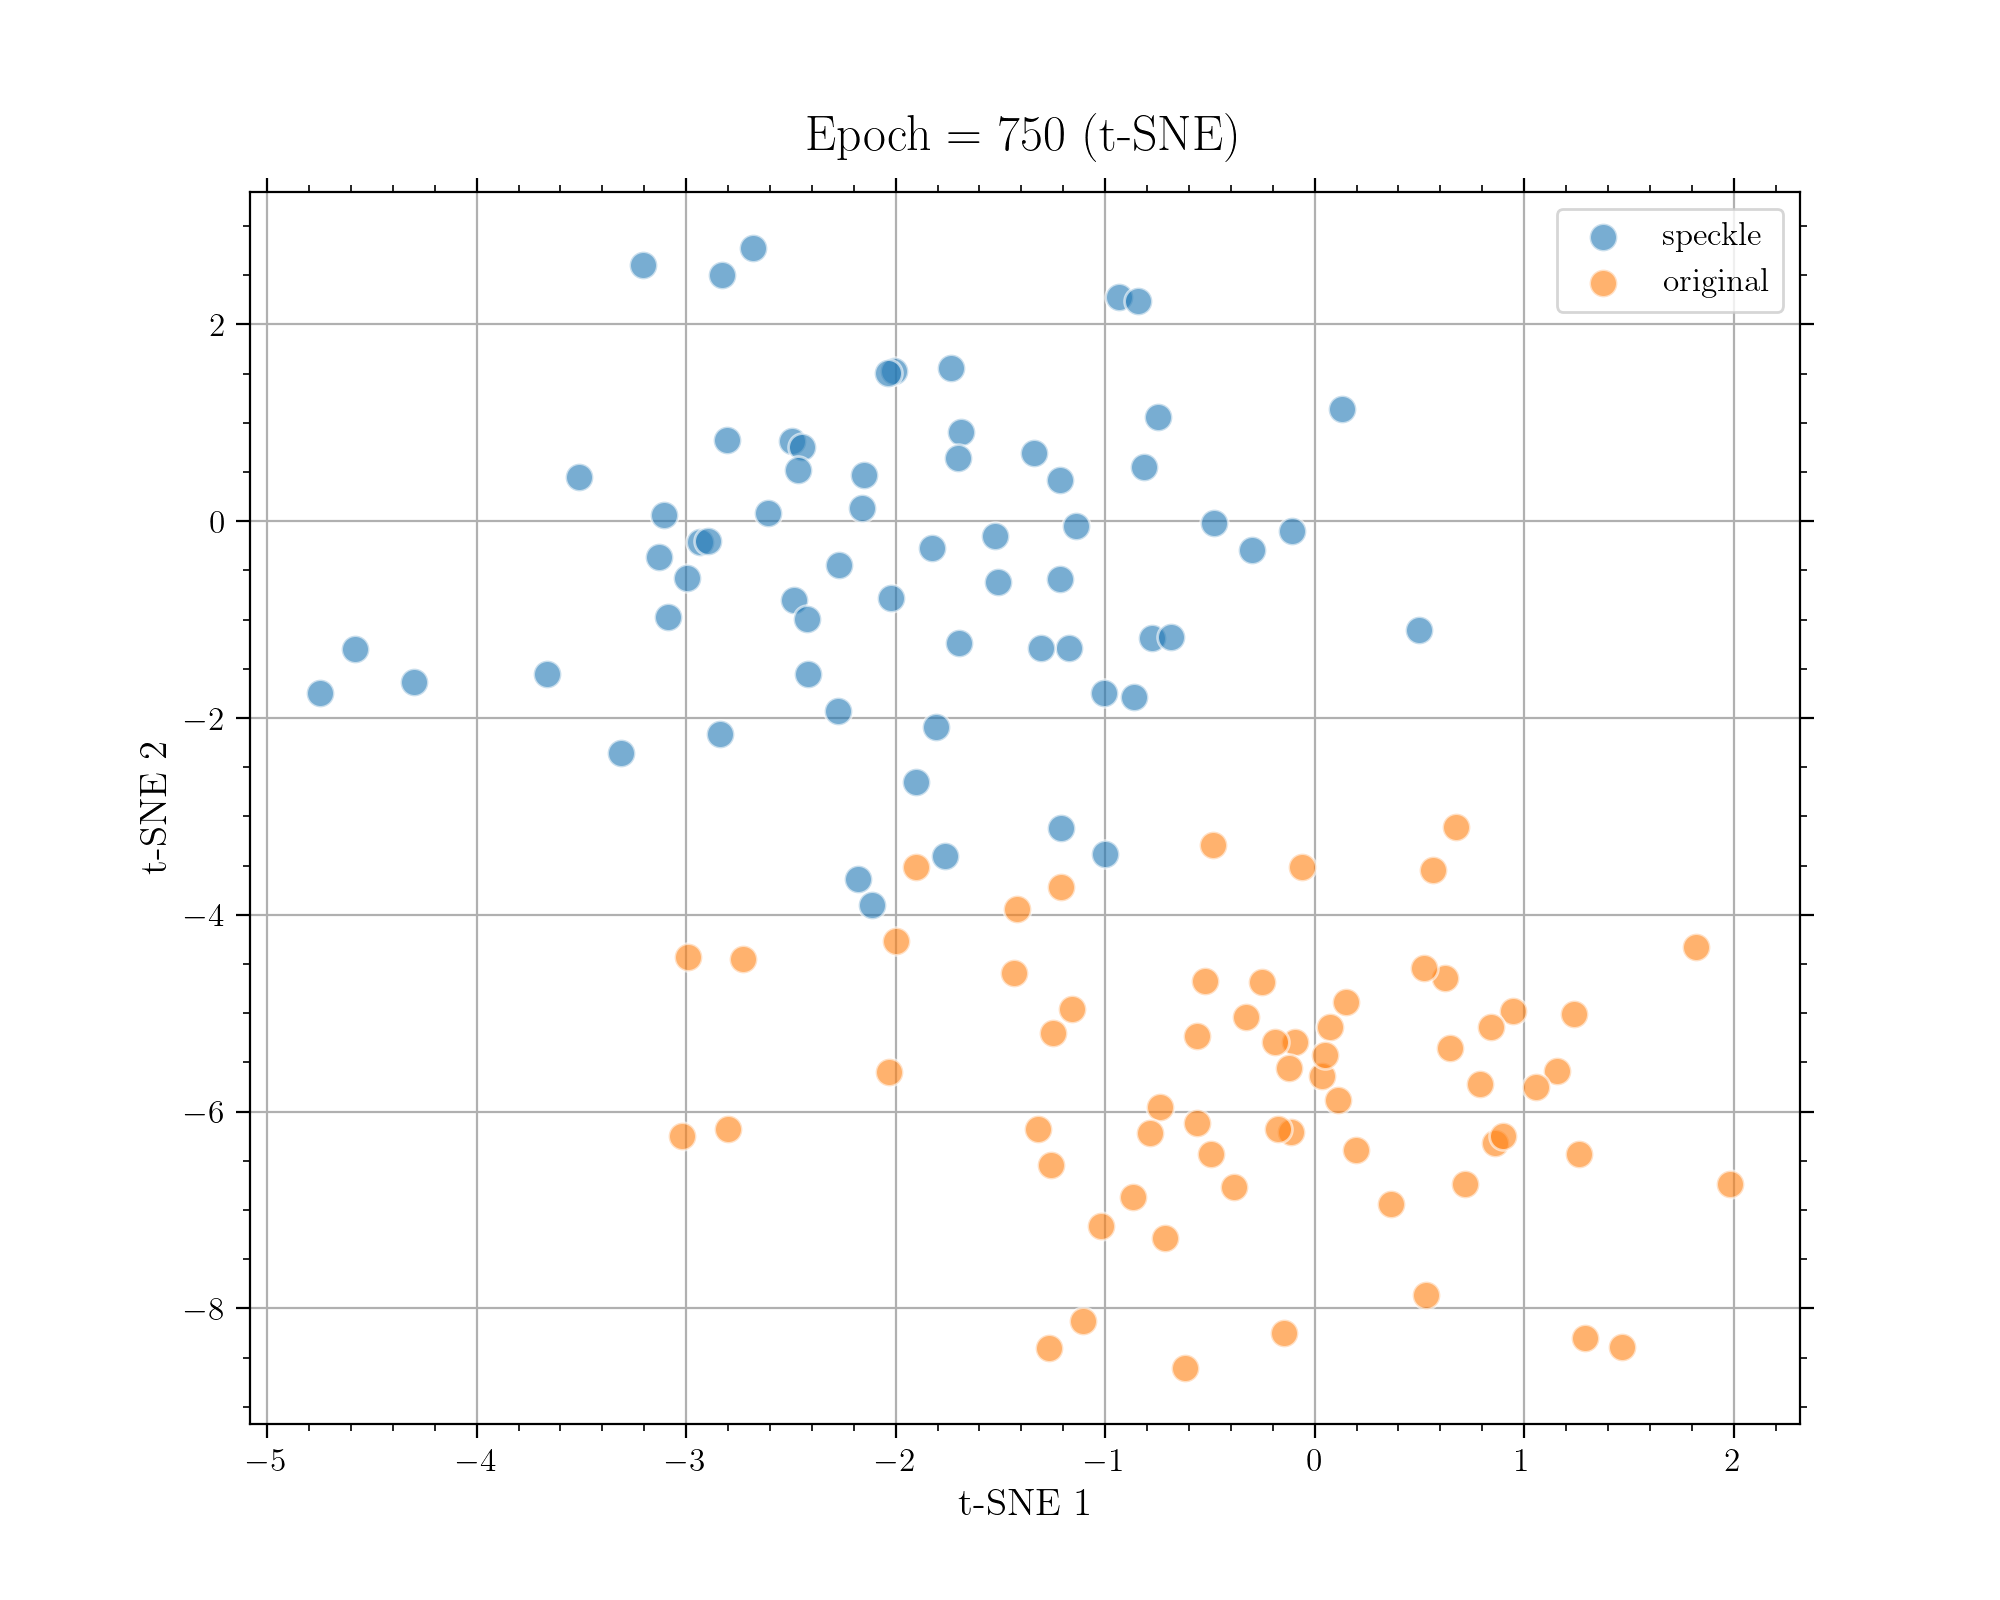 Epoch = 750 (t-SNE)
speckle
original
2
0
−2
−4
−6
−8
t-SNE 2
−5 −4 −3 −2 −1 0 1 2
t-SNE 1